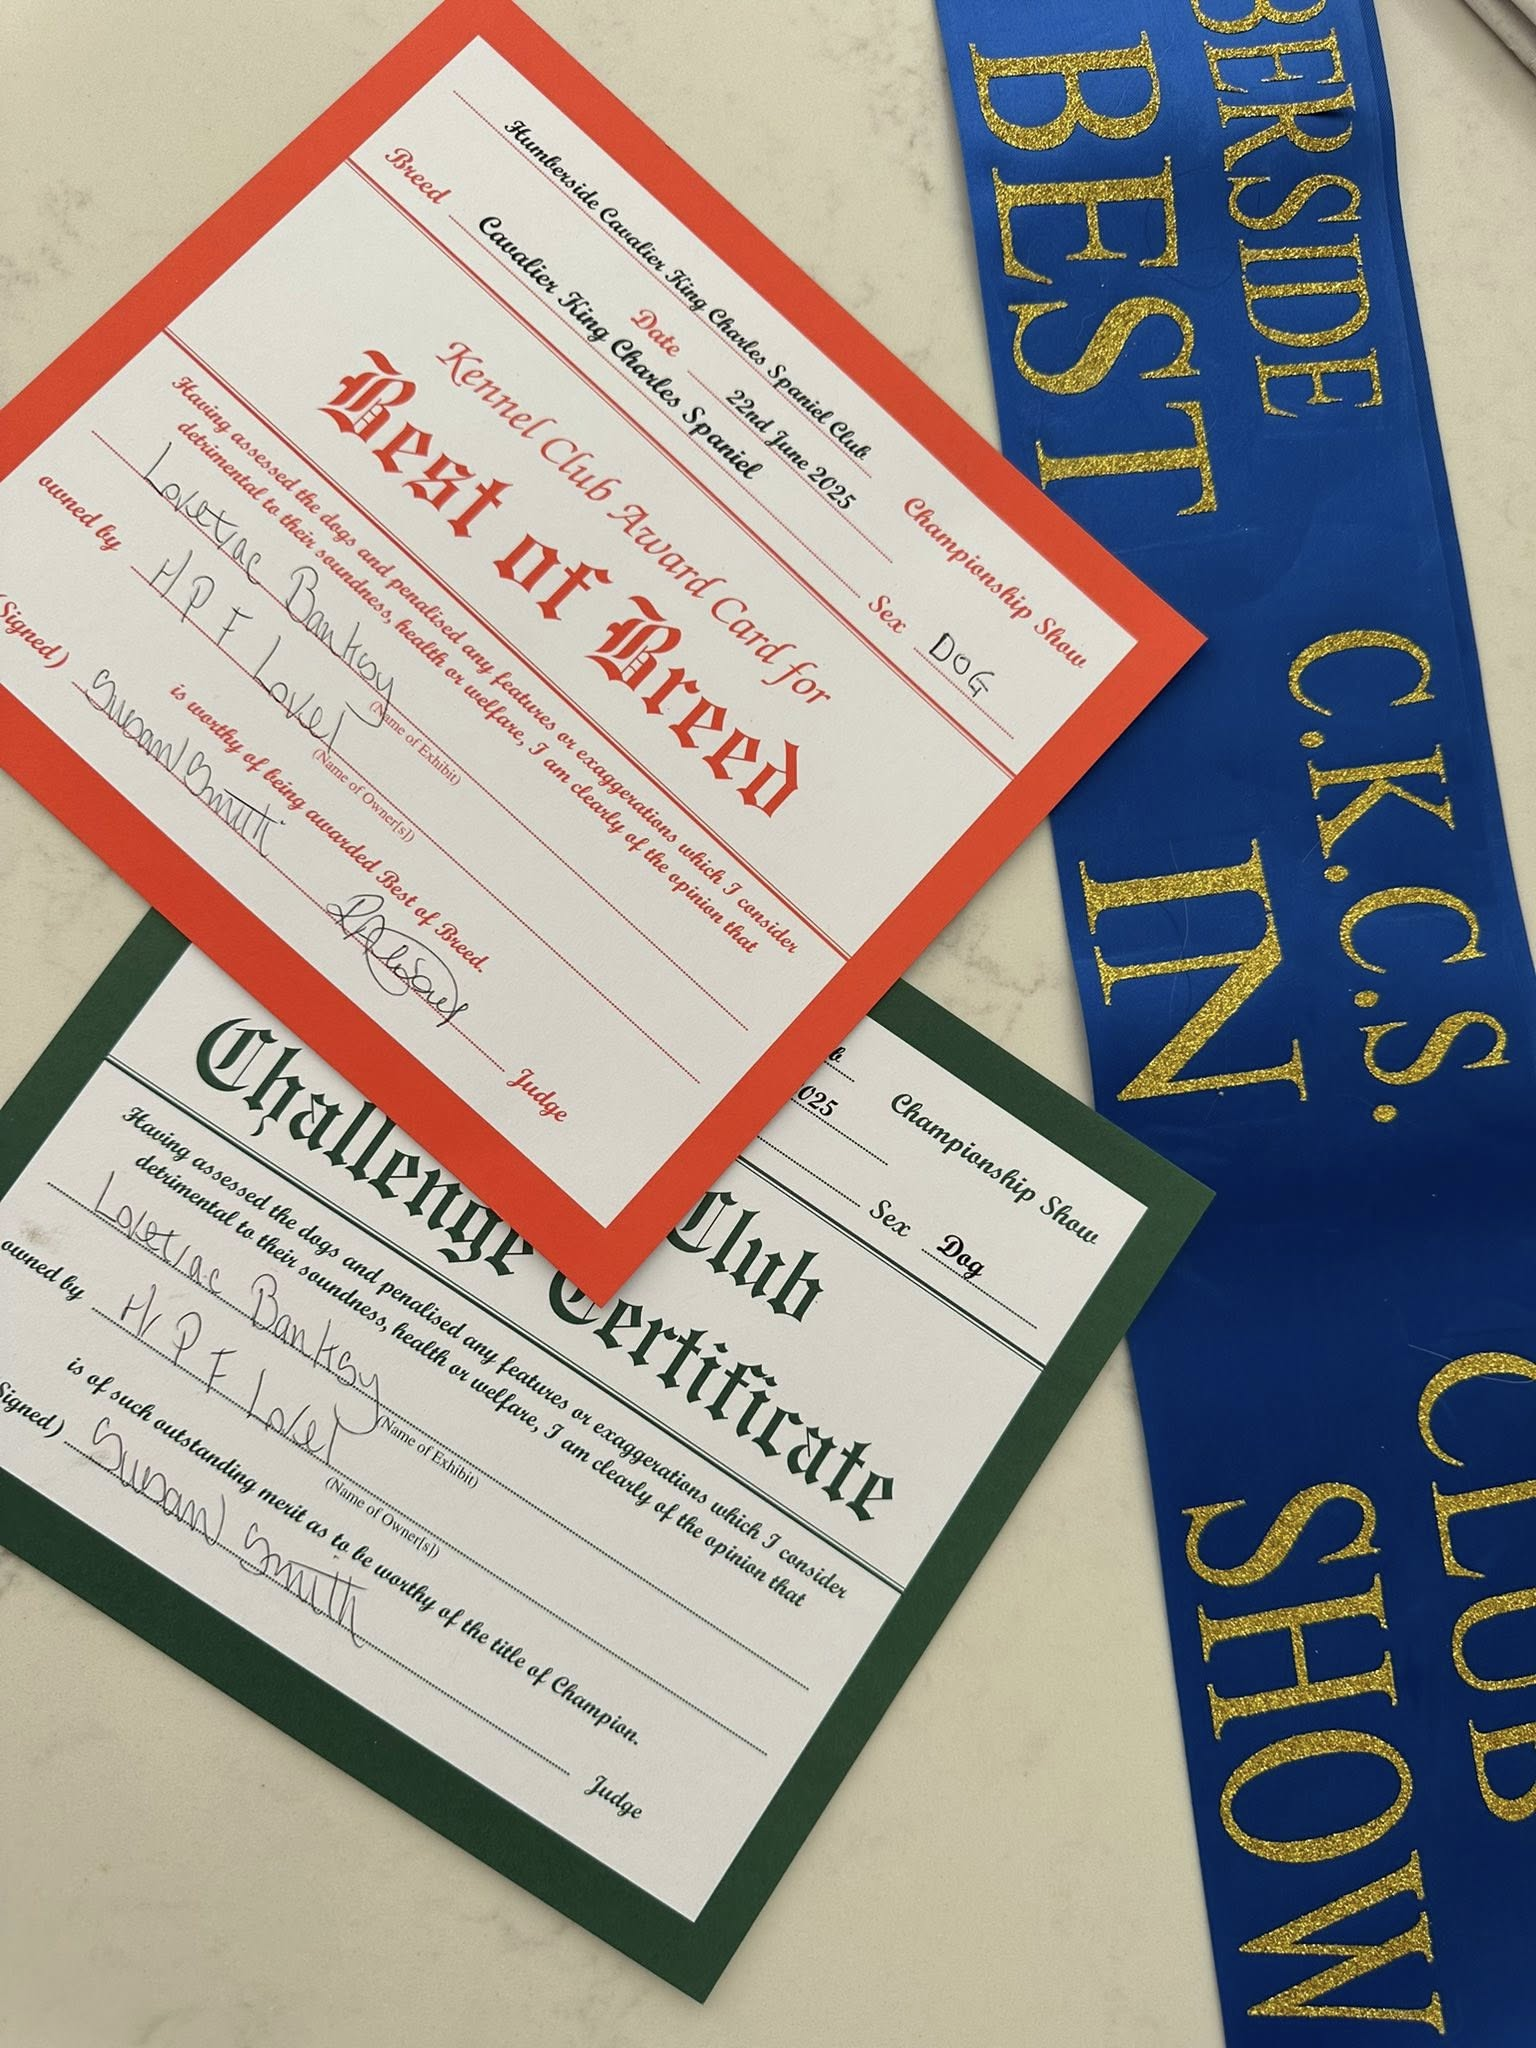 Humberside Cavalier King Charles Spaniel Club
Championship Show
Date 22nd June 2025
Breed Cavalier King Charles Spaniel Sex DOG
Kennel Club Award Card for
Best of Breed
Having assessed the dogs and penalised any features or exaggerations which I consider
detrimental to their soundness, health or welfare, I am clearly of the opinion that
Lovetrac Banksy
(Name of Exhibit)
owned by H P F Lovel
(Name of Owner[s])
is worthy of being awarded Best of Breed.
(Signed) Susan Smith Judge
Championship Show
025
Sex Dog
Club
Challenge Certificate
Having assessed the dogs and penalised any features or exaggerations which I consider
detrimental to their soundness, health or welfare, I am clearly of the opinion that
Lovetrac Banksy
(Name of Exhibit)
owned by H P F Lovel
(Name of Owner[s])
is of such outstanding merit as to be worthy of the title of Champion.
Signed) Susan Smith Judge
BERSIDE C.K.C.S. CLUB
BEST IN SHOW